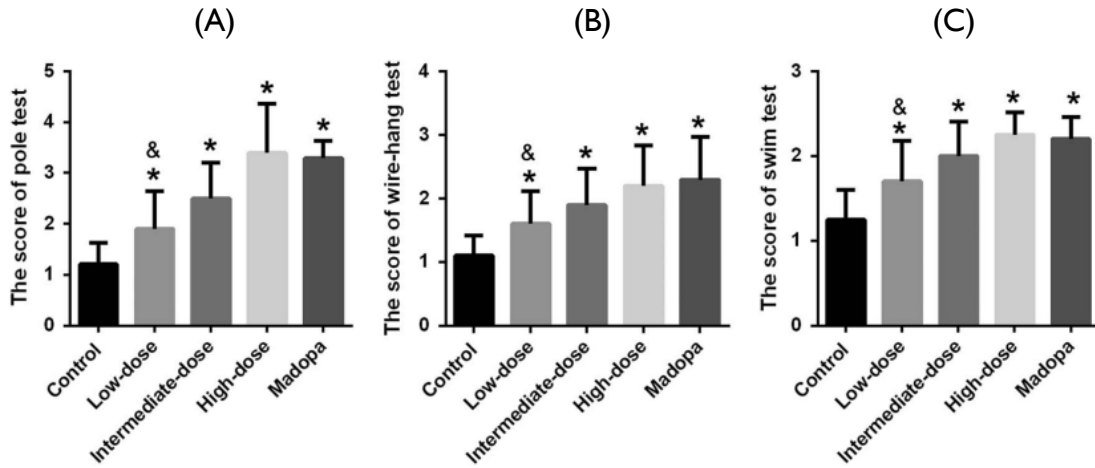 (A)
The score of pole test
5
4
3
2
1
0
&
*
*
*
*
Control
Low-dose
Intermediate-dose
High-dose
Madopa
(B)
The score of wire-hang test
4
3
2
1
0
&
*
*
*
*
Control
Low-dose
Intermediate-dose
High-dose
Madopa
(C)
The score of swim test
3
2
1
0
&
*
*
*
*
Control
Low-dose
Intermediate-dose
High-dose
Madopa